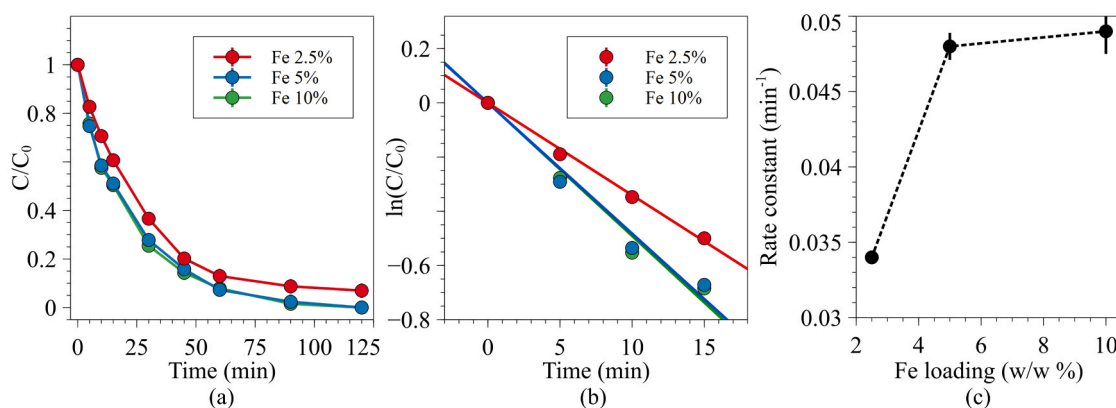 C/C0
1
0.8
0.4
0.2
0
0
25
50
75
100
125
Time (min)
Fe 2.5%
Fe 5%
Fe 10%
(a)
ln(C/C0)
0.2
0
−0.6
−0.8
0
5
10
15
Time (min)
Fe 2.5%
Fe 5%
Fe 10%
(b)
Rate constant (min−1)
0.05
0.045
0.04
0.035
0.03
2
4
6
8
10
Fe loading (w/w %)
(c)